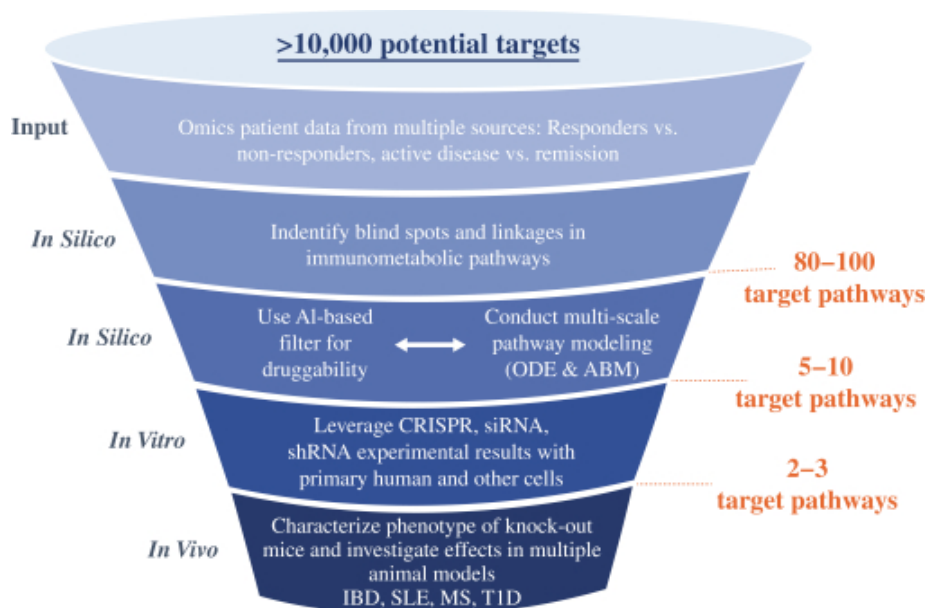 >10,000 potential targets
Input
Omics patient data from multiple sources: Responders vs.
non-responders, active disease vs. remission
In Silico
Indentify blind spots and linkages in
immunometabolic pathways
80–100
target pathways
In Silico
Use AI-based
filter for
druggability
Conduct multi-scale
pathway modeling
(ODE & ABM)
5–10
target pathways
In Vitro
Leverage CRISPR, siRNA,
shRNA experimental results with
primary human and other cells
2–3
target pathways
In Vivo
Characterize phenotype of knock-out
mice and investigate effects in multiple
animal models
IBD, SLE, MS, T1D